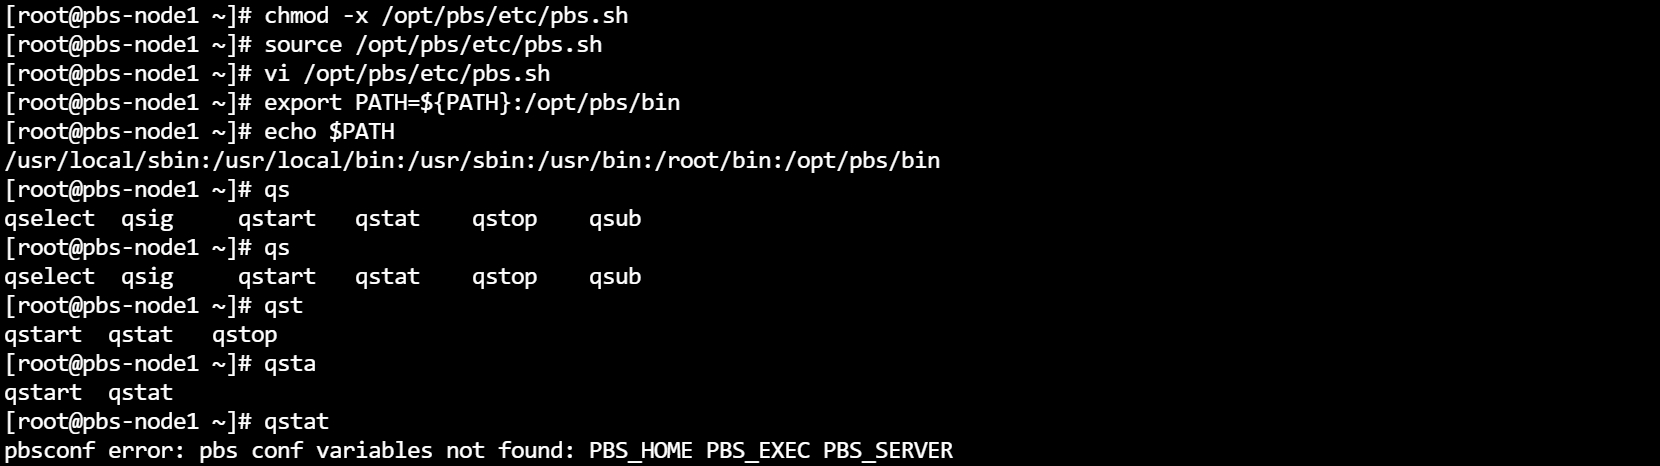 [root@pbs-node1 ~]# chmod -x /opt/pbs/etc/pbs.sh
[root@pbs-node1 ~]# source /opt/pbs/etc/pbs.sh
[root@pbs-node1 ~]# vi /opt/pbs/etc/pbs.sh
[root@pbs-node1 ~]# export PATH=${PATH}:/opt/pbs/bin
[root@pbs-node1 ~]# echo $PATH
/usr/local/sbin:/usr/local/bin:/usr/sbin:/usr/bin:/root/bin:/opt/pbs/bin
[root@pbs-node1 ~]# qs
qselect  qsig     qstart   qstat    qstop    qsub
[root@pbs-node1 ~]# qs
qselect  qsig     qstart   qstat    qstop    qsub
[root@pbs-node1 ~]# qst
qstart  qstat   qstop
[root@pbs-node1 ~]# qsta
qstart  qstat
[root@pbs-node1 ~]# qstat
pbsconf error: pbs conf variables not found: PBS_HOME PBS_EXEC PBS_SERVER